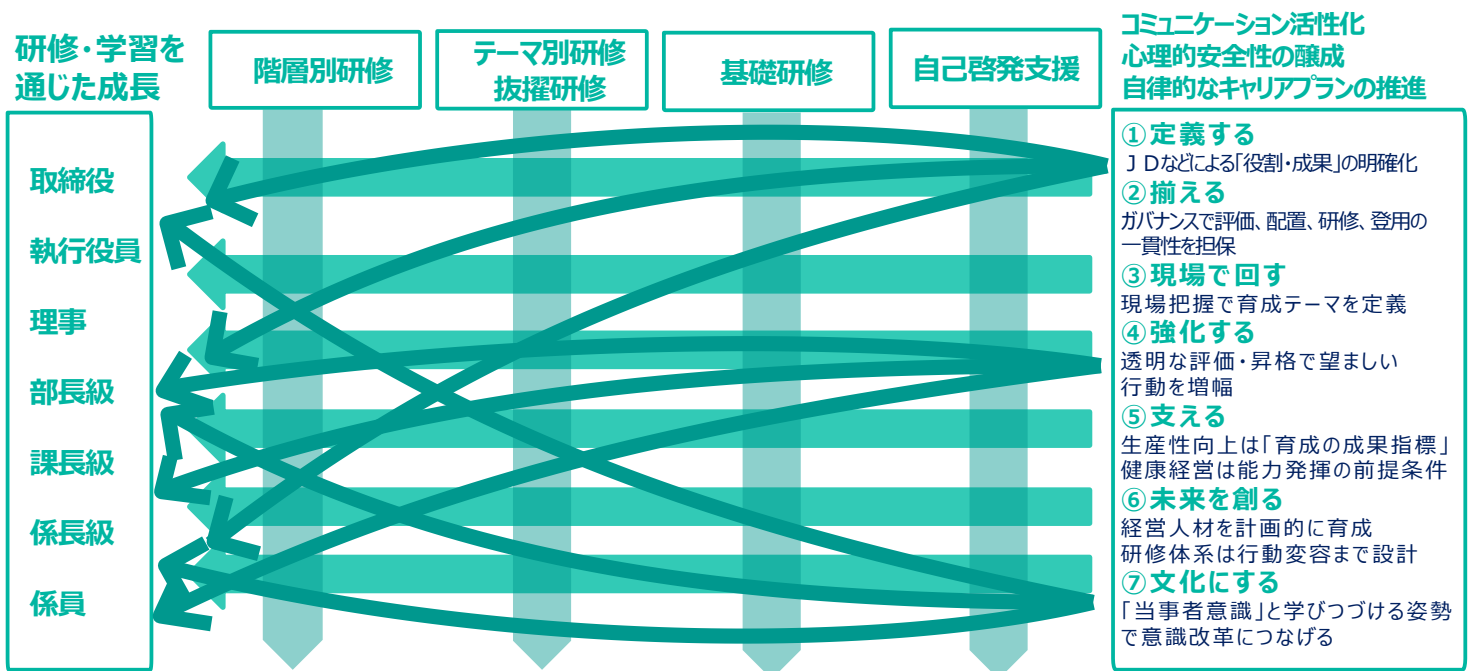 研修・学習を
通じた成長
階層別研修
テーマ別研修
抜擢研修
基礎研修
自己啓発支援
コミュニケーション活性化
心理的安全性の醸成
自律的なキャリアプランの推進
取締役
執行役員
理事
部長級
課長級
係長級
係員
①定義する
ＪＤなどによる「役割・成果」の明確化
②揃える
ガバナンスで評価、配置、研修、登用の
一貫性を担保
③現場で回す
現場把握で育成テーマを定義
④強化する
透明な評価・昇格で望ましい
行動を増幅
⑤支える
生産性向上は「育成の成果指標」
健康経営は能力発揮の前提条件
⑥未来を創る
経営人材を計画的に育成
研修体系は行動変容まで設計
⑦文化にする
「当事者意識」と学びつづける姿勢
で意識改革につなげる